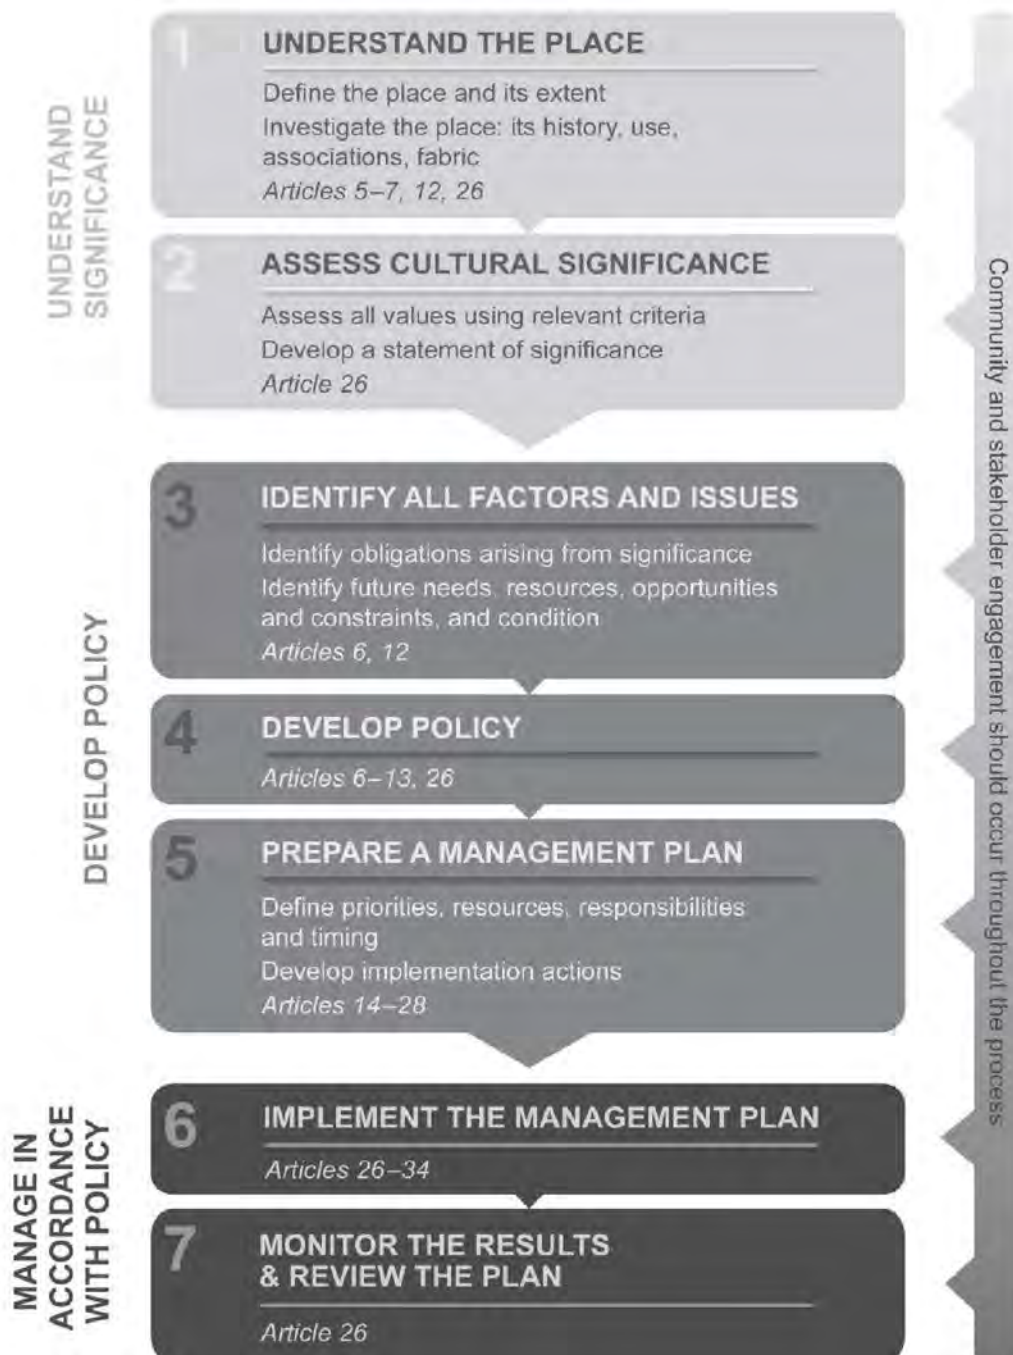 UNDERSTAND
SIGNIFICANCE
1
UNDERSTAND THE PLACE
Define the place and its extent
Investigate the place: its history, use,
associations, fabric
Articles 5–7, 12, 26
2
ASSESS CULTURAL SIGNIFICANCE
Assess all values using relevant criteria
Develop a statement of significance
Article 26
DEVELOP POLICY
3
IDENTIFY ALL FACTORS AND ISSUES
Identify obligations arising from significance
Identify future needs, resources, opportunities
and constraints, and condition
Articles 6, 12
4
DEVELOP POLICY
Articles 6–13, 26
5
PREPARE A MANAGEMENT PLAN
Define priorities, resources, responsibilities
and timing
Develop implementation actions
Articles 14–28
MANAGE IN
ACCORDANCE
WITH POLICY
6
IMPLEMENT THE MANAGEMENT PLAN
Articles 26–34
7
MONITOR THE RESULTS
& REVIEW THE PLAN
Article 26
Community and stakeholder engagement should occur throughout the process